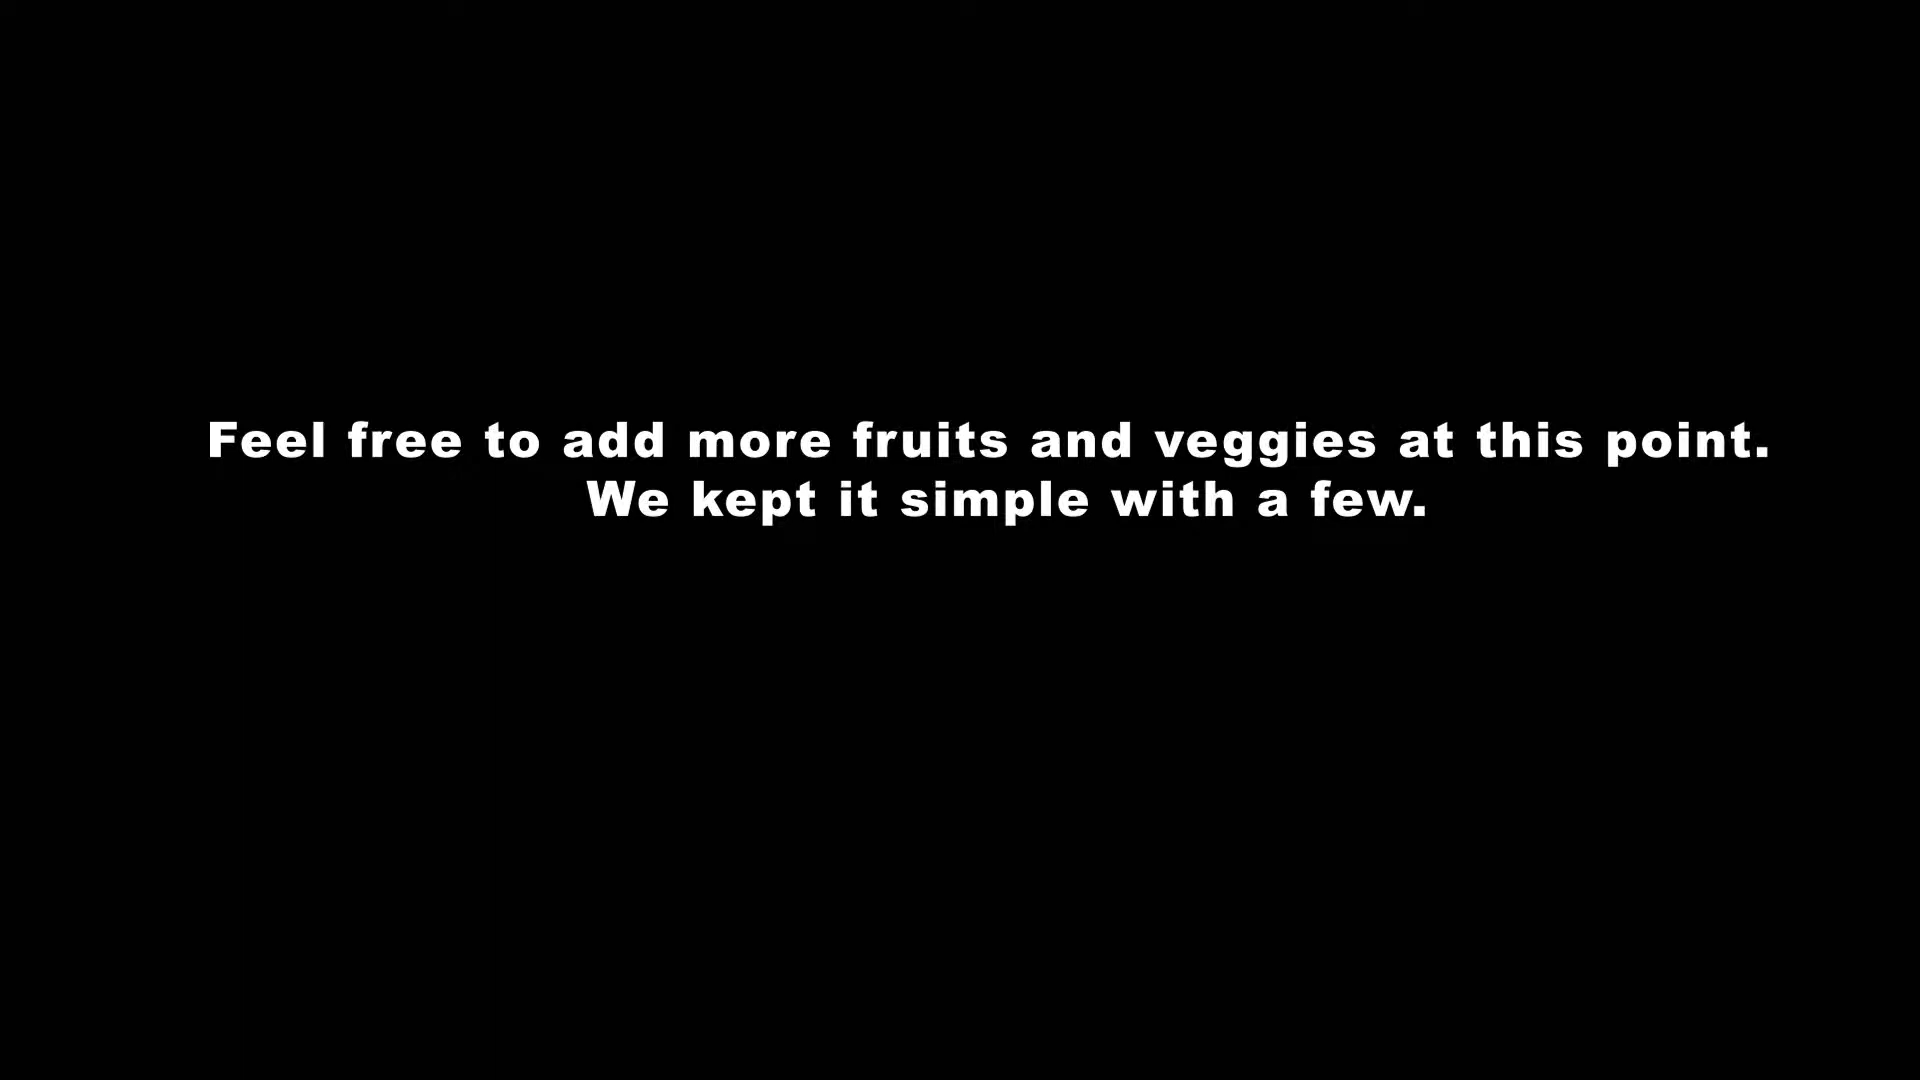 Feel free to add more fruits and veggies at this point.
We kept it simple with a few.